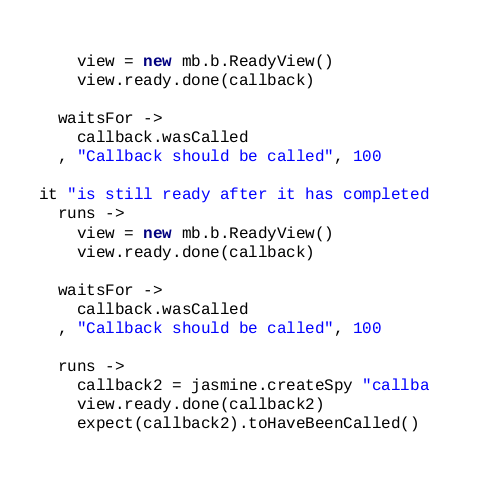 view = new mb.b.ReadyView()
    view.ready.done(callback)

  waitsFor ->
    callback.wasCalled
  , "Callback should be called", 100

it "is still ready after it has completed
  runs ->
    view = new mb.b.ReadyView()
    view.ready.done(callback)

  waitsFor ->
    callback.wasCalled
  , "Callback should be called", 100

  runs ->
    callback2 = jasmine.createSpy "callba
    view.ready.done(callback2)
    expect(callback2).toHaveBeenCalled()